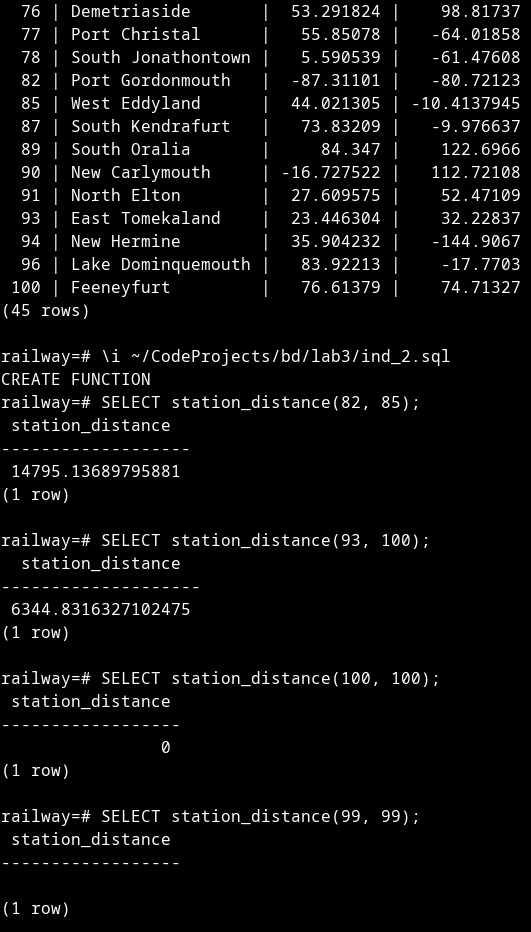 76 | Demetriaside | 53.291824 | 98.81737
77 | Port Christal | 55.85078 | -64.01858
78 | South Jonathontown | 5.590539 | -61.47608
82 | Port Gordonmouth | -87.31101 | -80.72123
85 | West Eddyland | 44.021305 | -10.4137945
87 | South Kendrafurt | 73.83209 | -9.976637
89 | South Oralia | 84.347 | 122.6966
90 | New Carlymouth | -16.727522 | 112.72108
91 | North Elton | 27.609575 | 52.47109
93 | East Tomekaland | 23.446304 | 32.22837
94 | New Hermine | 35.904232 | -144.9067
96 | Lake Dominquemouth | 83.92213 | -17.7703
100 | Feeneyfurt | 76.61379 | 74.71327
(45 rows)
railway=# \i ~/CodeProjects/bd/lab3/ind_2.sql
CREATE FUNCTION
railway=# SELECT station_distance(82, 85);
station_distance
-------------------
14795.13689795881
(1 row)
railway=# SELECT station_distance(93, 100);
station_distance
--------------------
6344.8316327102475
(1 row)
railway=# SELECT station_distance(100, 100);
station_distance
------------------
0
(1 row)
railway=# SELECT station_distance(99, 99);
station_distance
------------------
(1 row)